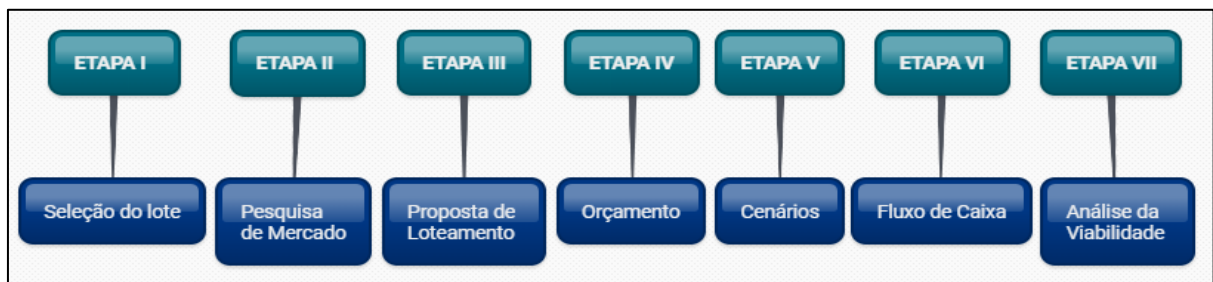 ETAPA I
ETAPA II
ETAPA III
ETAPA IV
ETAPA V
ETAPA VI
ETAPA VII
Seleção do lote
Pesquisa
de Mercado
Proposta de
Loteamento
Orçamento
Cenários
Fluxo de Caixa
Análise da
Viabilidade